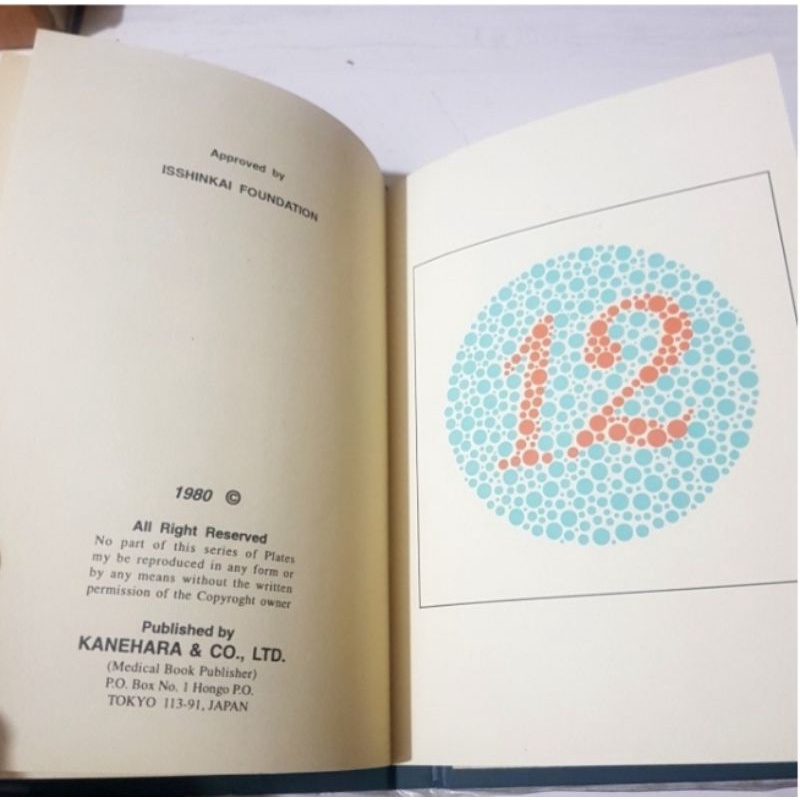 Approved by
ISSHINKAI FOUNDATION
1980 ©
All Right Reserved
No part of this series of Plates
my be reproduced in any form or
by any means without the written
permission of the Copyroght owner
Published by
KANEHARA & CO., LTD.
(Medical Book Publisher)
P.O. Box No. 1 Hongo P.O.
TOKYO 113-91, JAPAN
12